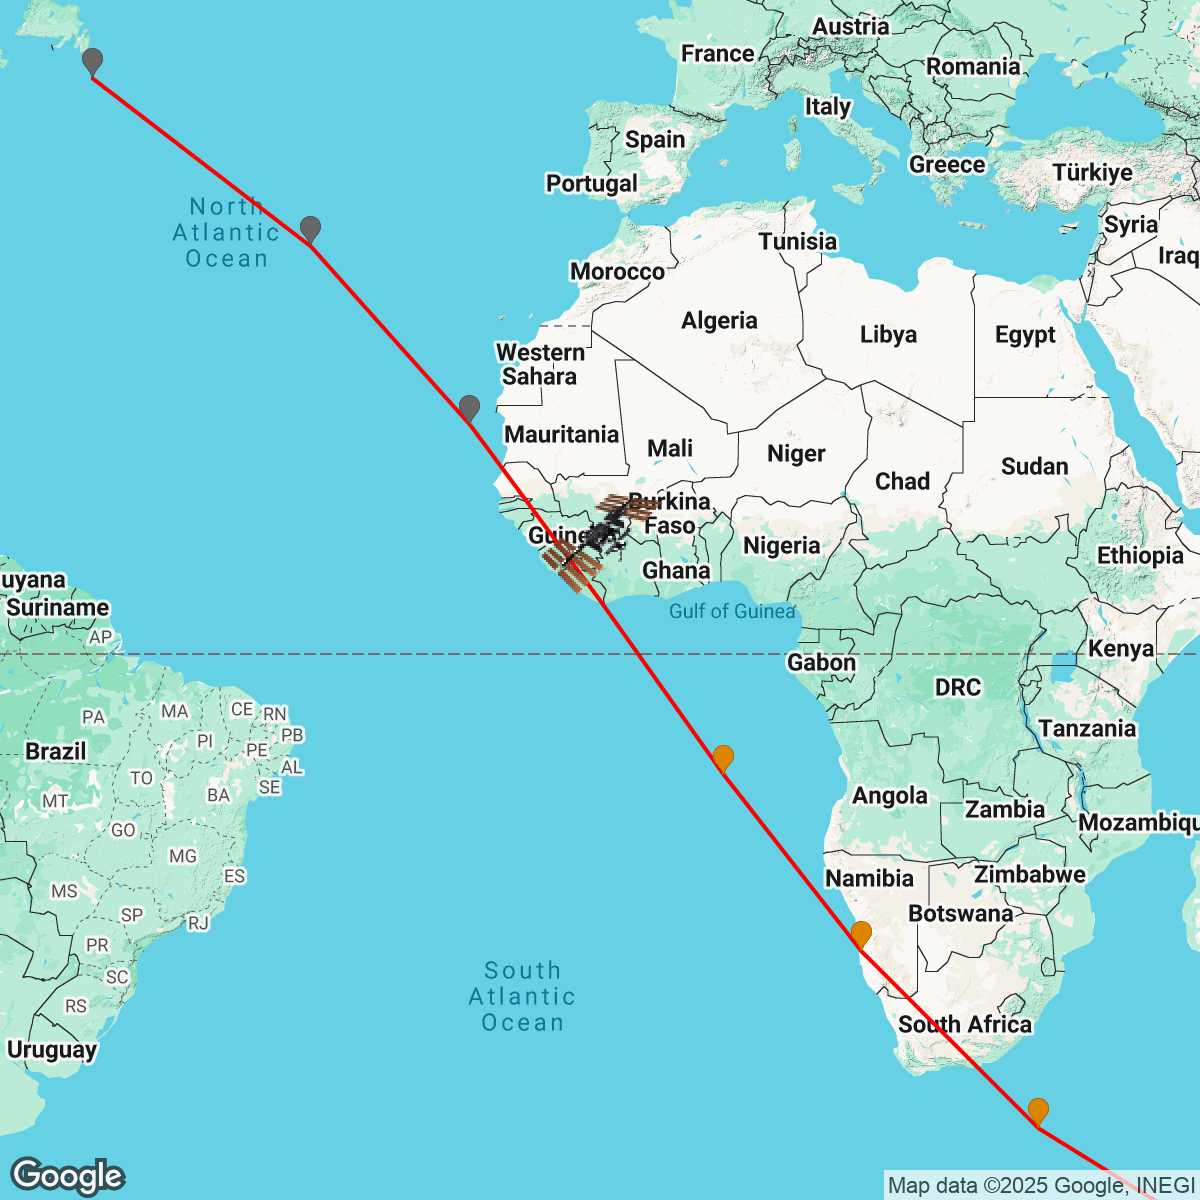 Austria
France
Romania
Italy
Spain
Greece
Türkiye
Portugal
North
Atlantic
Ocean
Syria
Tunisia
Iraq
Morocco
Algeria
Libya
Egypt
Western
Sahara
Mauritania
Mali
Niger
Chad
Sudan
Burkina
Faso
Guine
Nigeria
Ethiopia
Ghana
uyana
Suriname
Gulf of Guinea
AP
Kenya
Gabon
DRC
PA
MA
CE
RN
Tanzania
PB
PI
PE
Brazil
AL
TO
SE
MT
BA
Angola
Zambia
Mozambiqu
GO
MG
ES
Namibia
Zimbabwe
MS
SP
RJ
Botswana
PR
SC
South
Atlantic
Ocean
RS
South Africa
Uruguay
Google
Map data ©2025 Google, INEGI